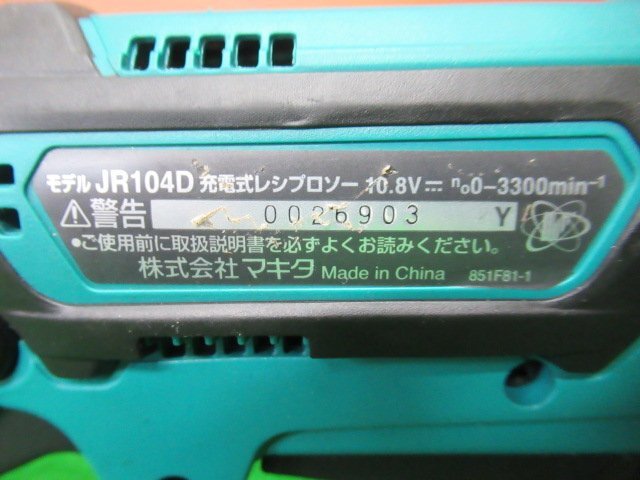 モデル JR104D 充電式レシプロソー 10.8V⎓ n₀0-3300min⁻¹
⚠警告 0026903 Y
●ご使用前に取扱説明書を必ずよくお読みください。
株式会社 マキタ Made in China 851F81-1